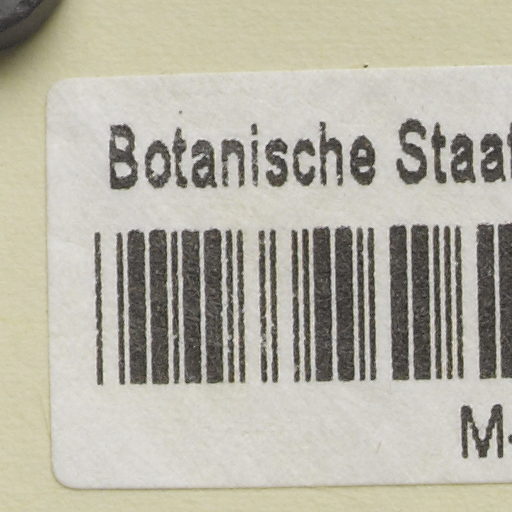 Botanische Staat
M-